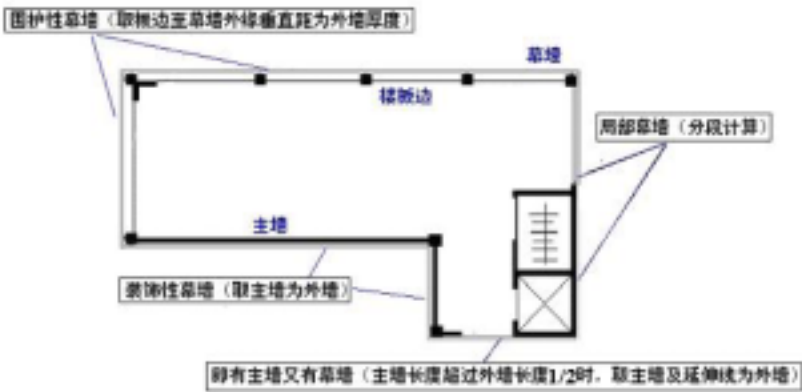 围护性幕墙（取楼边至幕墙外缘垂直距为外墙厚度）
幕墙
楼板边
局部幕墙（分段计算）
主墙
装饰性幕墙（取主墙为外墙）
即有主墙又有幕墙（主墙长度超过外墙长度1/2时．取主墙及延伸线为外墙）